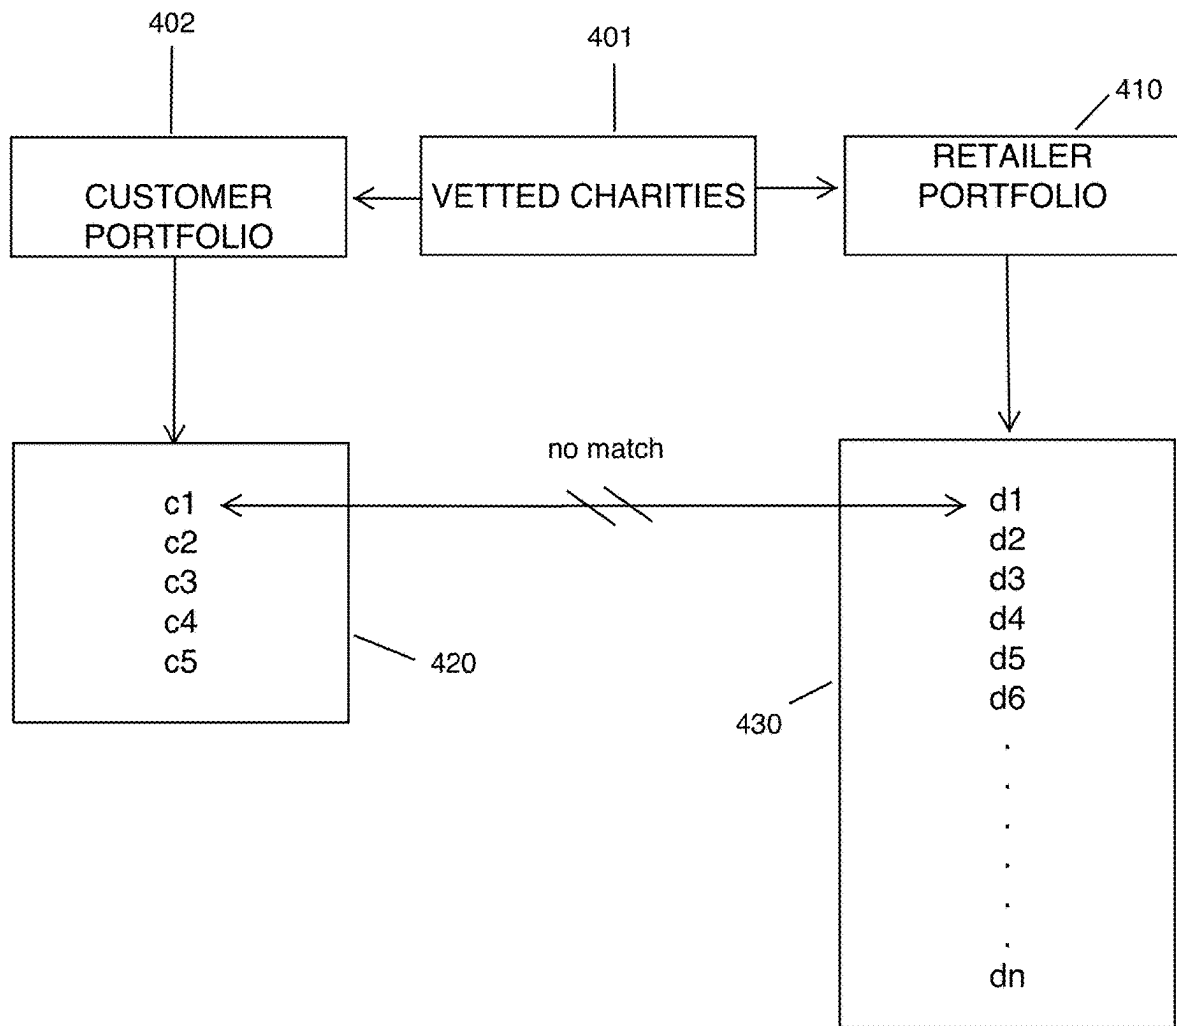 402
401
410
CUSTOMER
PORTFOLIO
VETTED CHARITIES
RETAILER
PORTFOLIO
no match
c1
c2
c3
c4
c5
420
d1
d2
d3
d4
d5
d6
.
.
.
.
.
.
dn
430